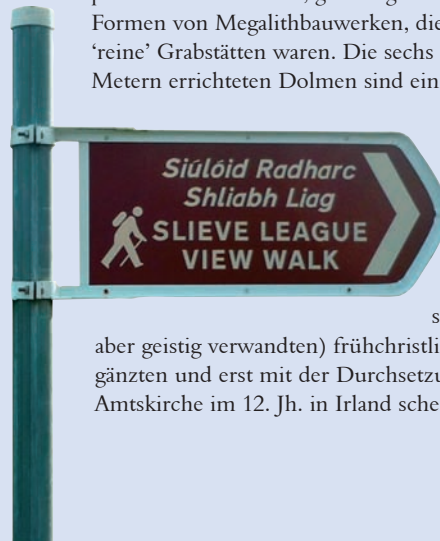 Formen von Megalithbauwerken, die
‘reine’ Grabstätten waren. Die sechs
Metern errichteten Dolmen sind ein
Siúlóid Radharc
Shliabh Liag
SLIEVE LEAGUE
VIEW WALK
aber geistig verwandten) frühchristli
gänzten und erst mit der Durchsetzu
Amtskirche im 12. Jh. in Irland sche